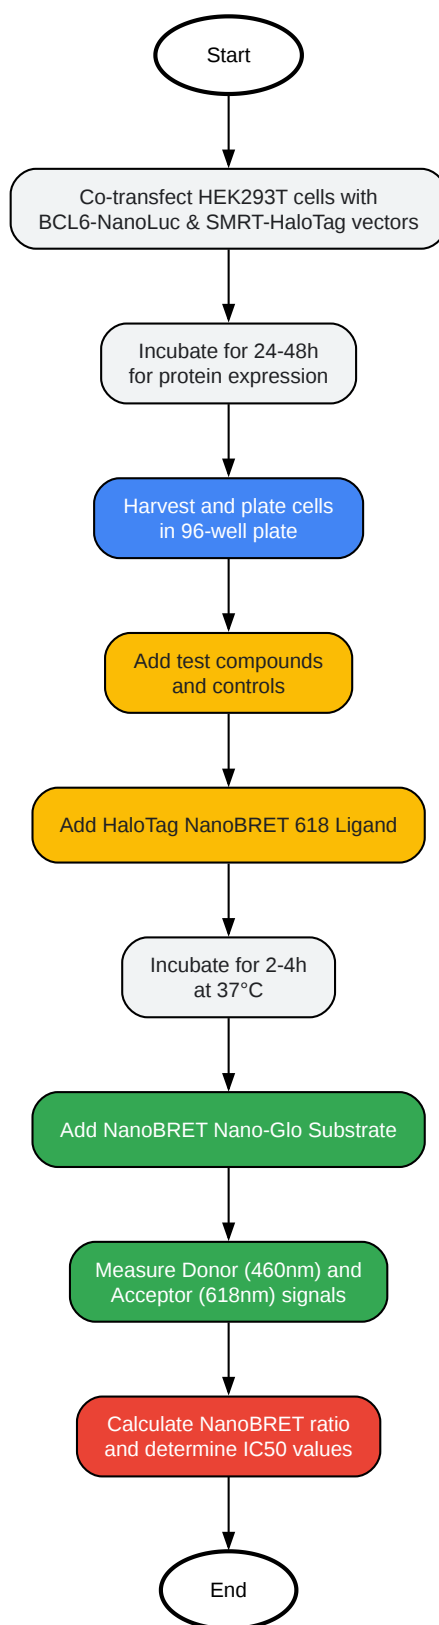 Start
Co-transfect HEK293T cells with
BCL6-NanoLuc & SMRT-HaloTag vectors
Incubate for 24-48h
for protein expression
Harvest and plate cells
in 96-well plate
Add test compounds
and controls
Add HaloTag NanoBRET 618 Ligand
Incubate for 2-4h
at 37°C
Add NanoBRET Nano-Glo Substrate
Measure Donor (460nm) and
Acceptor (618nm) signals
Calculate NanoBRET ratio
and determine IC50 values
End